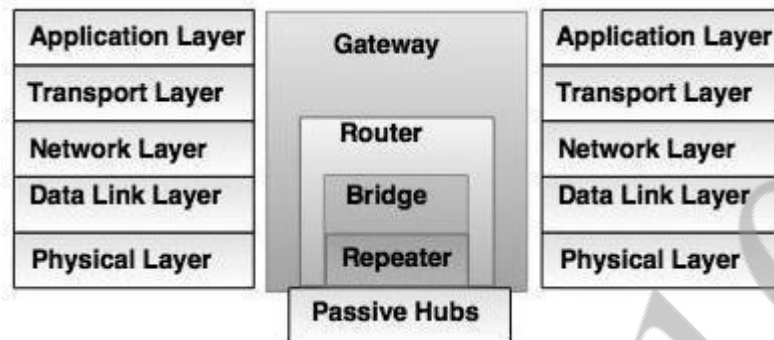 Application Layer
Transport Layer
Network Layer
Data Link Layer
Physical Layer
Gateway
Router
Bridge
Repeater
Passive Hubs
Application Layer
Transport Layer
Network Layer
Data Link Layer
Physical Layer